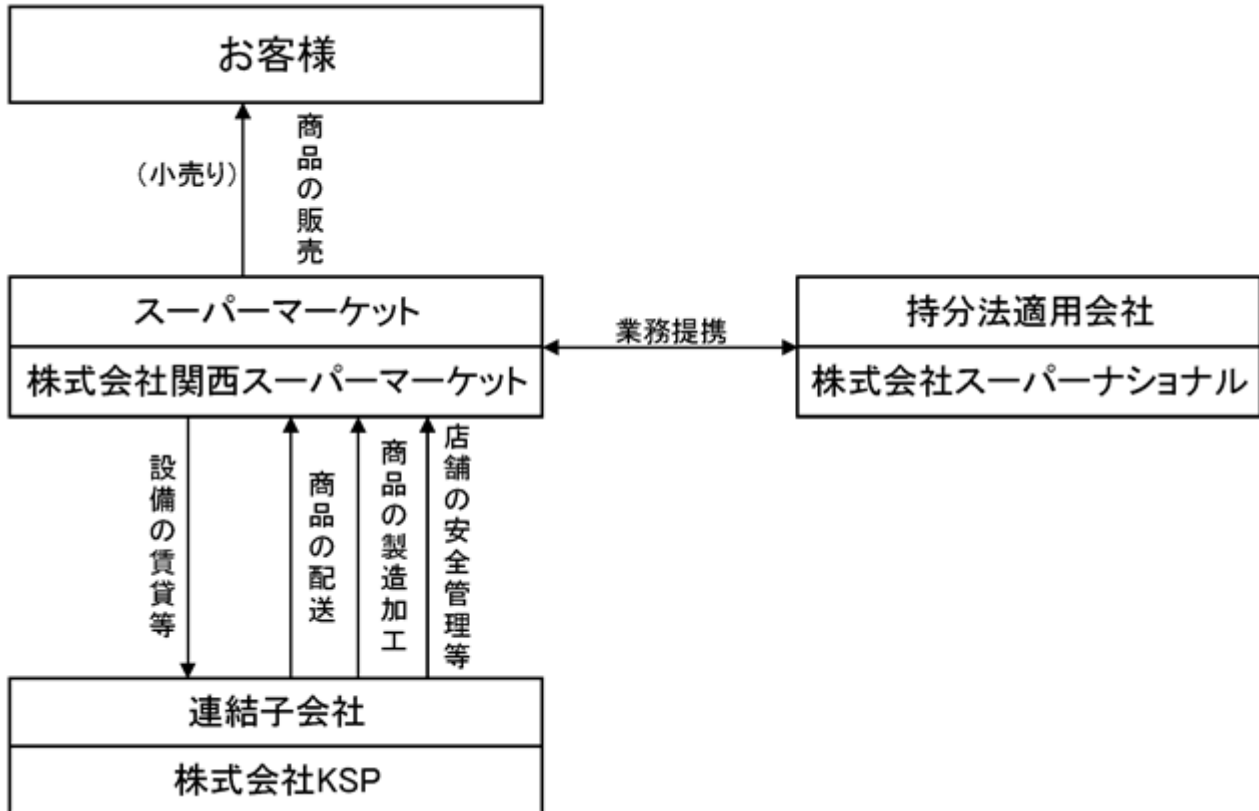 お客様
(小売り)
商品の販売
スーパーマーケット
株式会社関西スーパーマーケット
業務提携
持分法適用会社
株式会社スーパーナショナル
設備の賃貸等
商品の配送
商品の製造加工
店舗の安全管理等
連結子会社
株式会社KSP